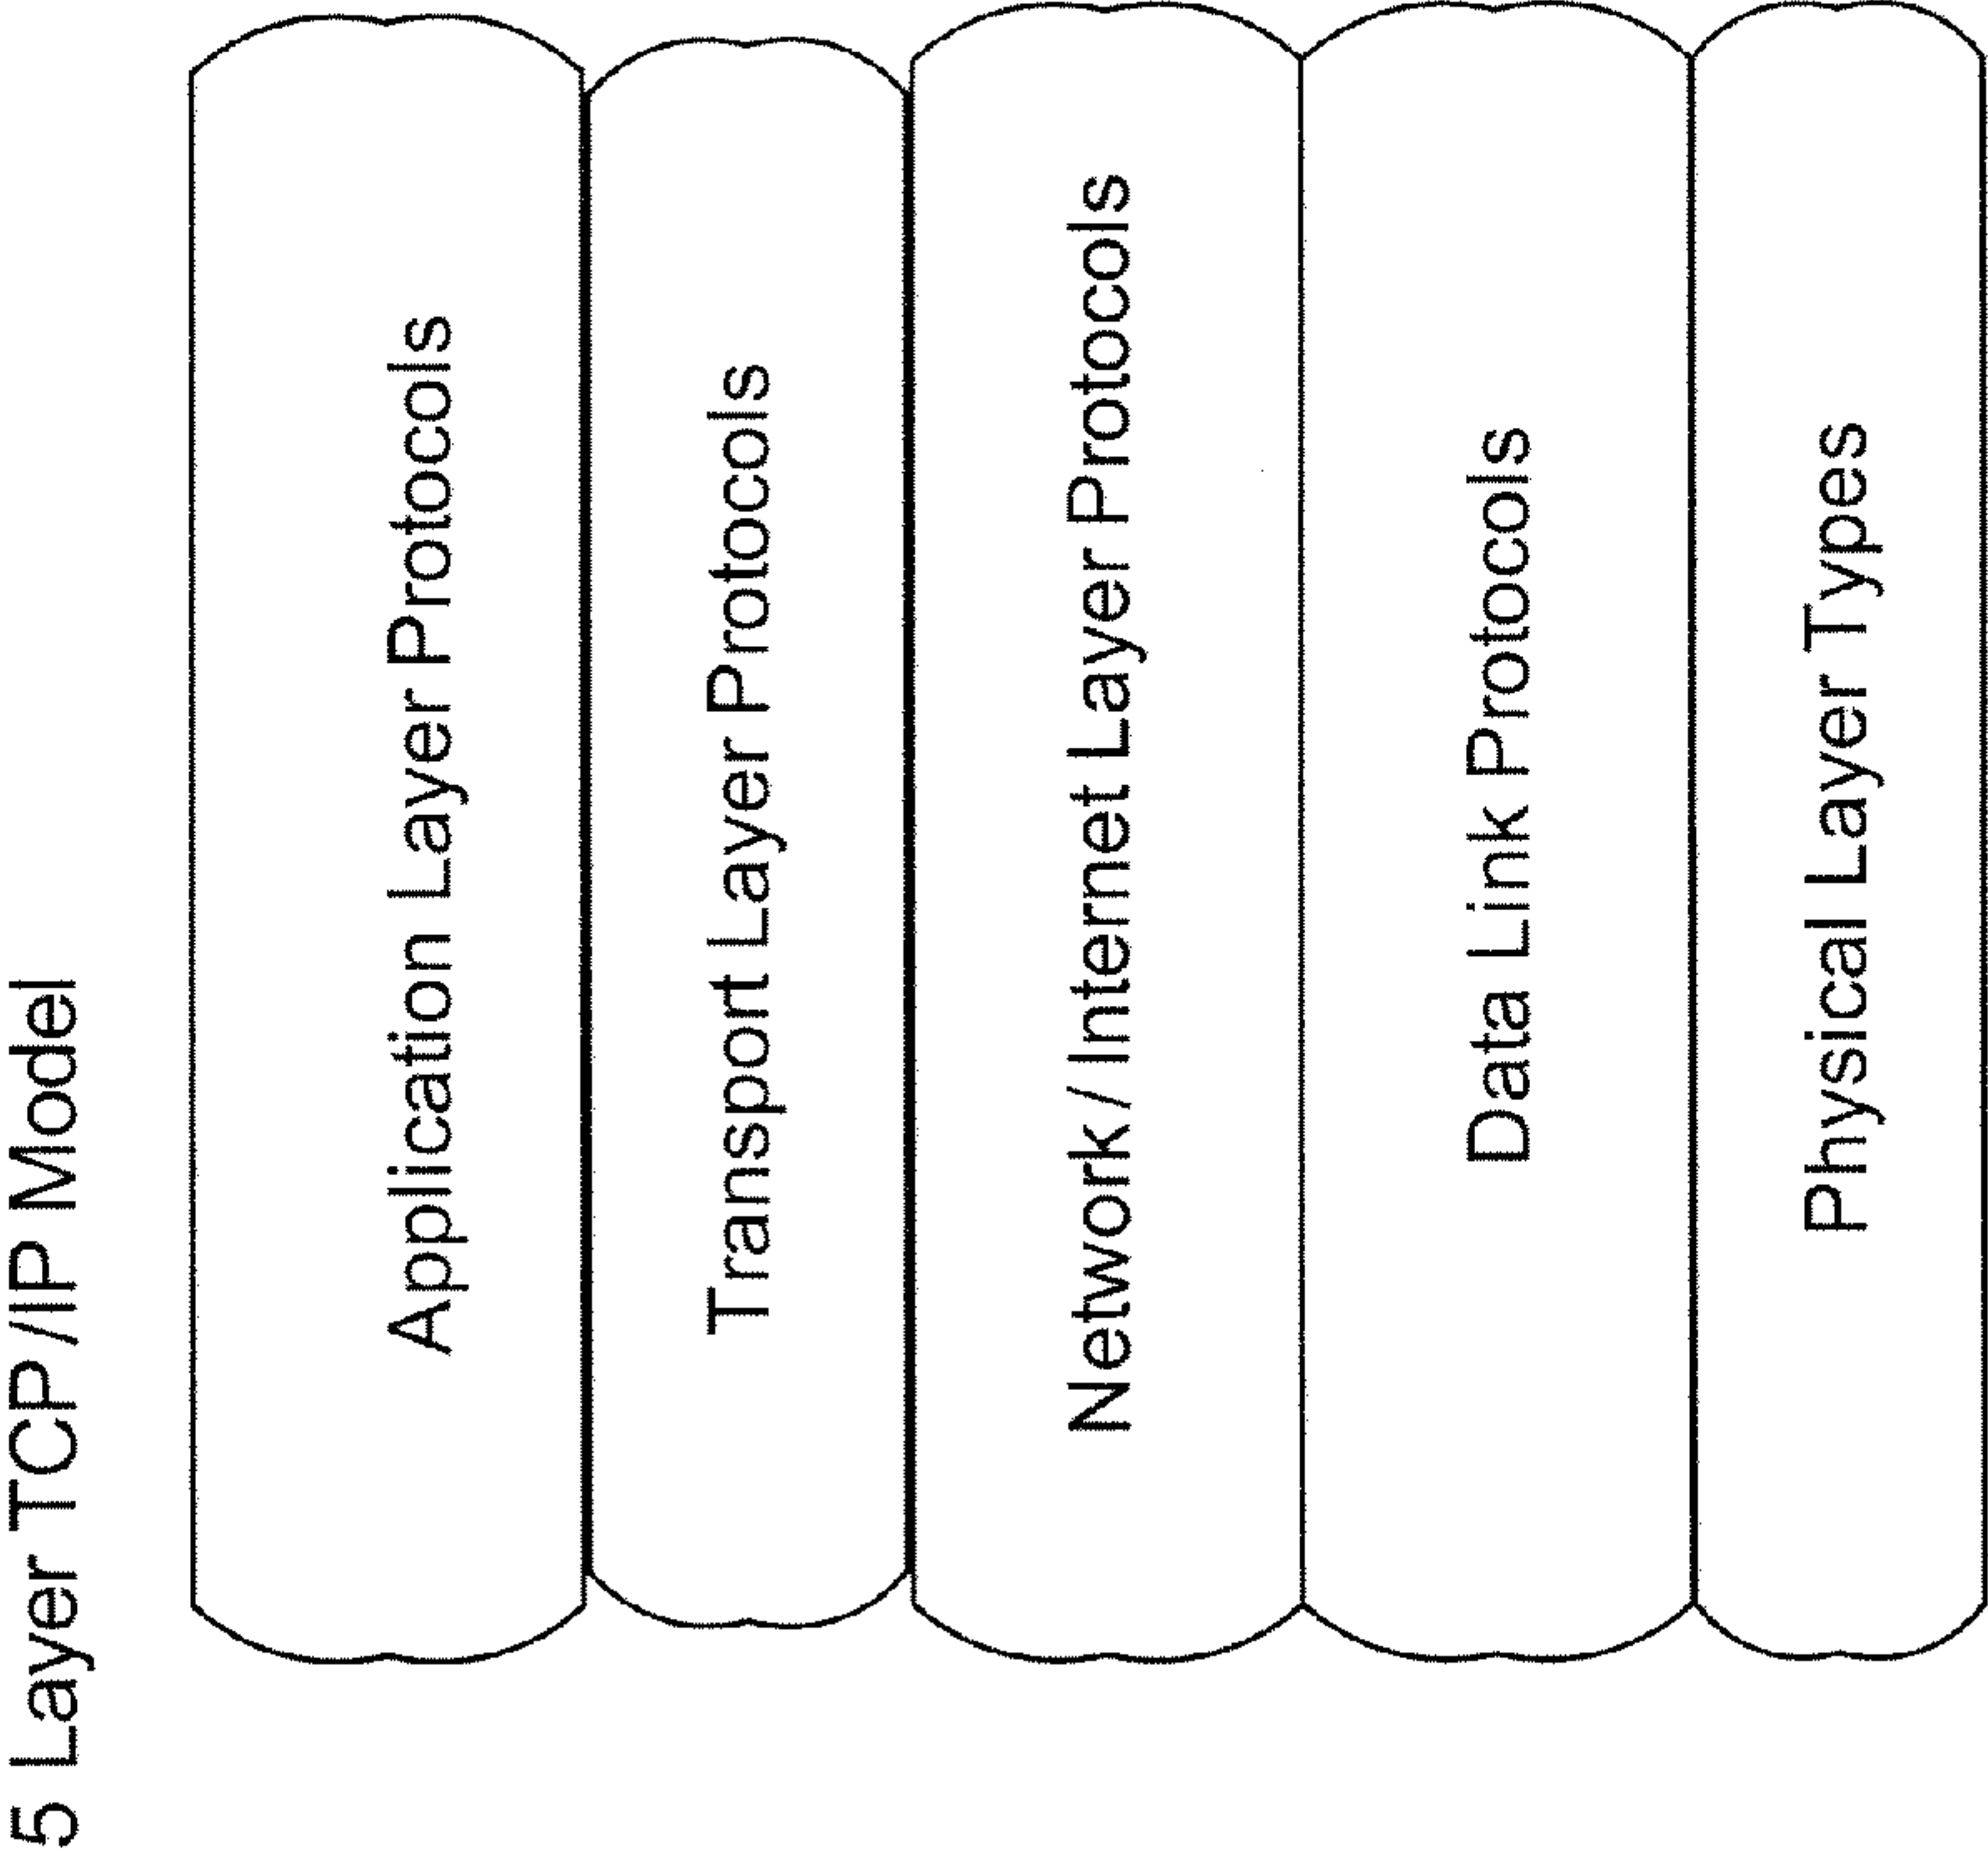 5 Layer TCP/IP Model
Application Layer Protocols
Transport Layer Protocols
Network/Internet Layer Protocols
Data Link Protocols
Physical Layer Types